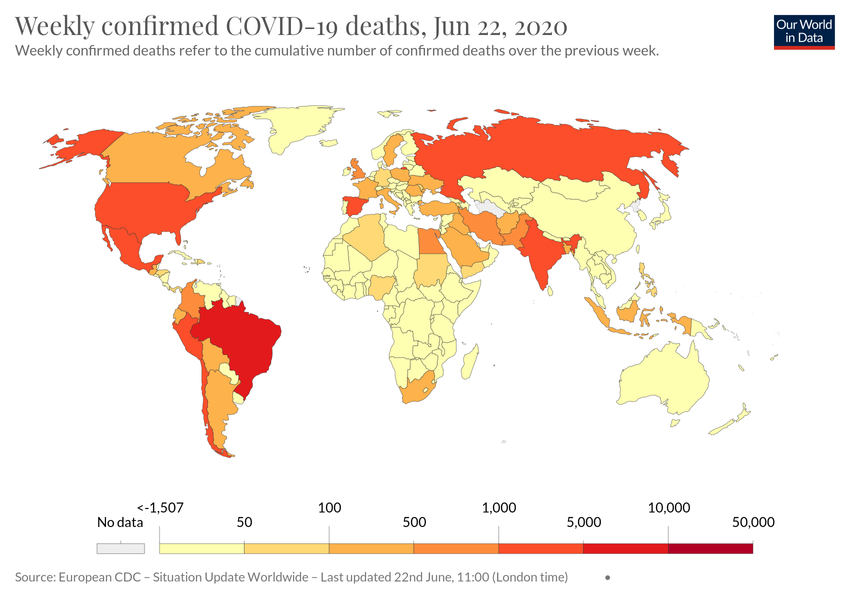 Weekly confirmed COVID-19 deaths, Jun 22, 2020
Weekly confirmed deaths refer to the cumulative number of confirmed deaths over the previous week.
Our World
in Data
<-1,507 100 1,000 10,000
No data 50 500 5,000 50,000
Source: European CDC – Situation Update Worldwide – Last updated 22nd June, 11:00 (London time) •